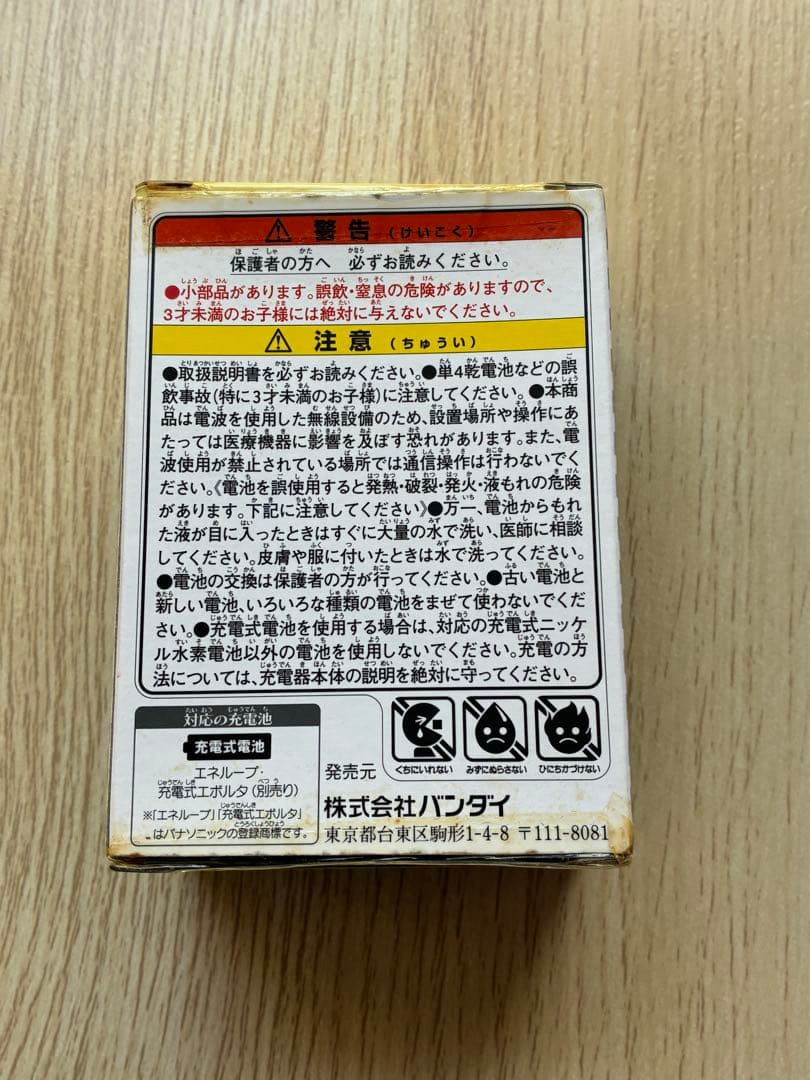 警告（けいこく）
保護者の方へ 必ずお読みください。
●小部品があります。誤飲・窒息の危険がありますので、
3才未満のお子様には絶対に与えないでください。
注意（ちゅうい）
●取扱説明書を必ずお読みください。●単4乾電池などの誤
飲事故(特に3才未満のお子様)に注意してください。●本商
品は電波を使用した無線設備のため、設置場所や操作にあ
たっては医療機器に影響を及ぼす恐れがあります。また、電
波使用が禁止されている場所では通信操作は行わないでく
ださい。《電池を誤使用すると発熱・破裂・発火・液もれの危険
があります。下記に注意してください》●万一、電池からもれ
た液が目に入ったときはすぐに大量の水で洗い、医師に相談
してください。皮膚や服に付いたときは水で洗ってください。
●電池の交換は保護者の方が行ってください。●古い電池と
新しい電池、いろいろな種類の電池をまぜて使わないでくだ
さい。●充電式電池を使用する場合は、対応の充電式ニッケ
ル水素電池以外の電池を使用しないでください。充電の方
法については、充電器本体の説明を絶対に守ってください。
対応の充電池
充電式電池
エネループ・
充電式エボルタ（別売り）
※「エネループ」「充電式エボルタ」
はパナソニックの登録商標です。
くちにいれない みずにぬらさない ひにちかづけない
発売元
株式会社バンダイ
東京都台東区駒形1-4-8 〒111-8081